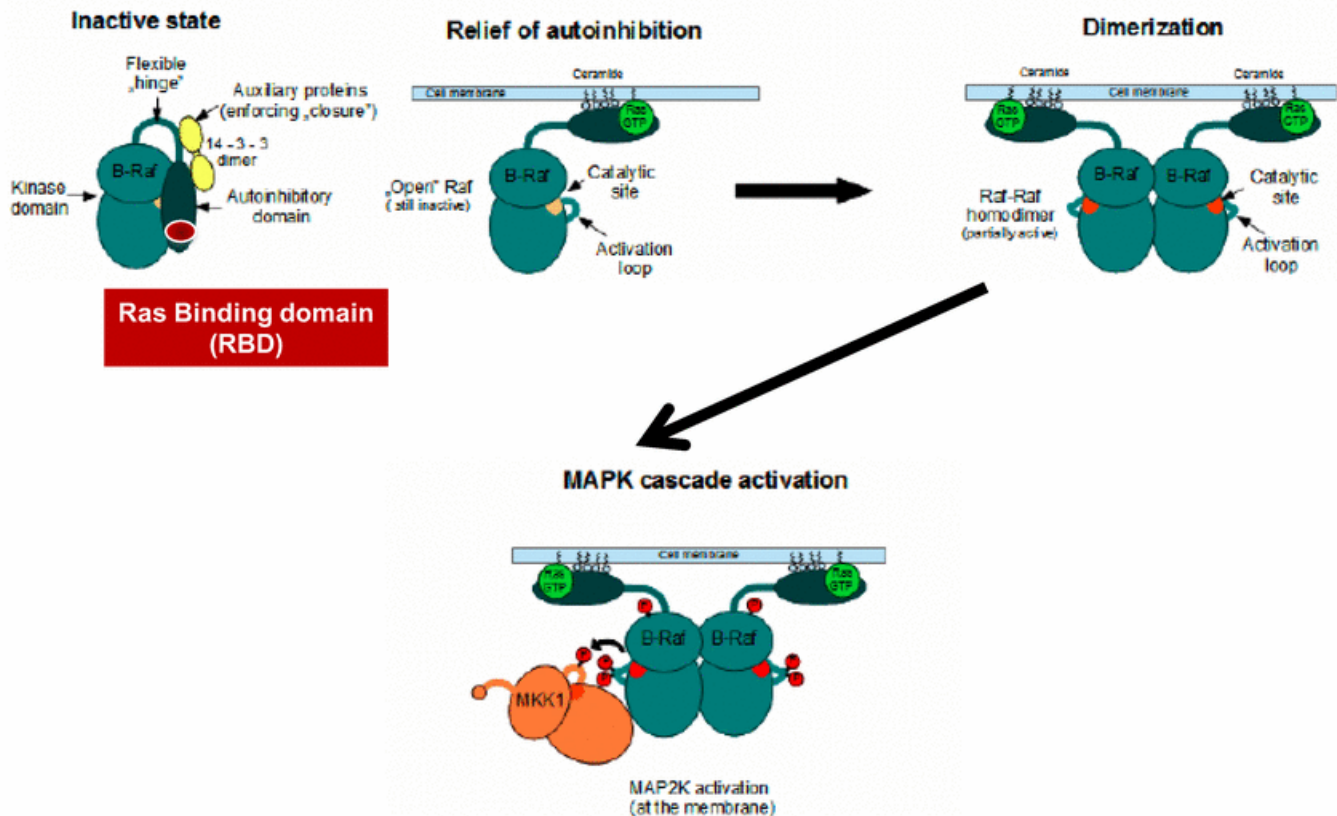 Inactive state
Flexible
„hinge"
Auxiliary proteins
(enforcing „closure")
14 - 3 - 3
dimer
B-Raf
Kinase
domain
Autoinhibitory
domain
Ras Binding domain
(RBD)
Relief of autoinhibition
Ceramide
Cell membrane
Ras
GTP
B-Raf
„Open" Raf
( still inactive)
Catalytic
site
Activation
loop
Dimerization
Ceramide
Ceramide
Cell membrane
Ras
GTP
Ras
GTP
B-Raf
B-Raf
Raf-Raf
homodimer
(partially active)
Catalytic
site
Activation
loop
MAPK cascade activation
Cell membrane
Ras
GTP
Ras
GTP
P
P
B-Raf
B-Raf
P
P
P
P
P
MKK1
MAP2K activation
(at the membrane)